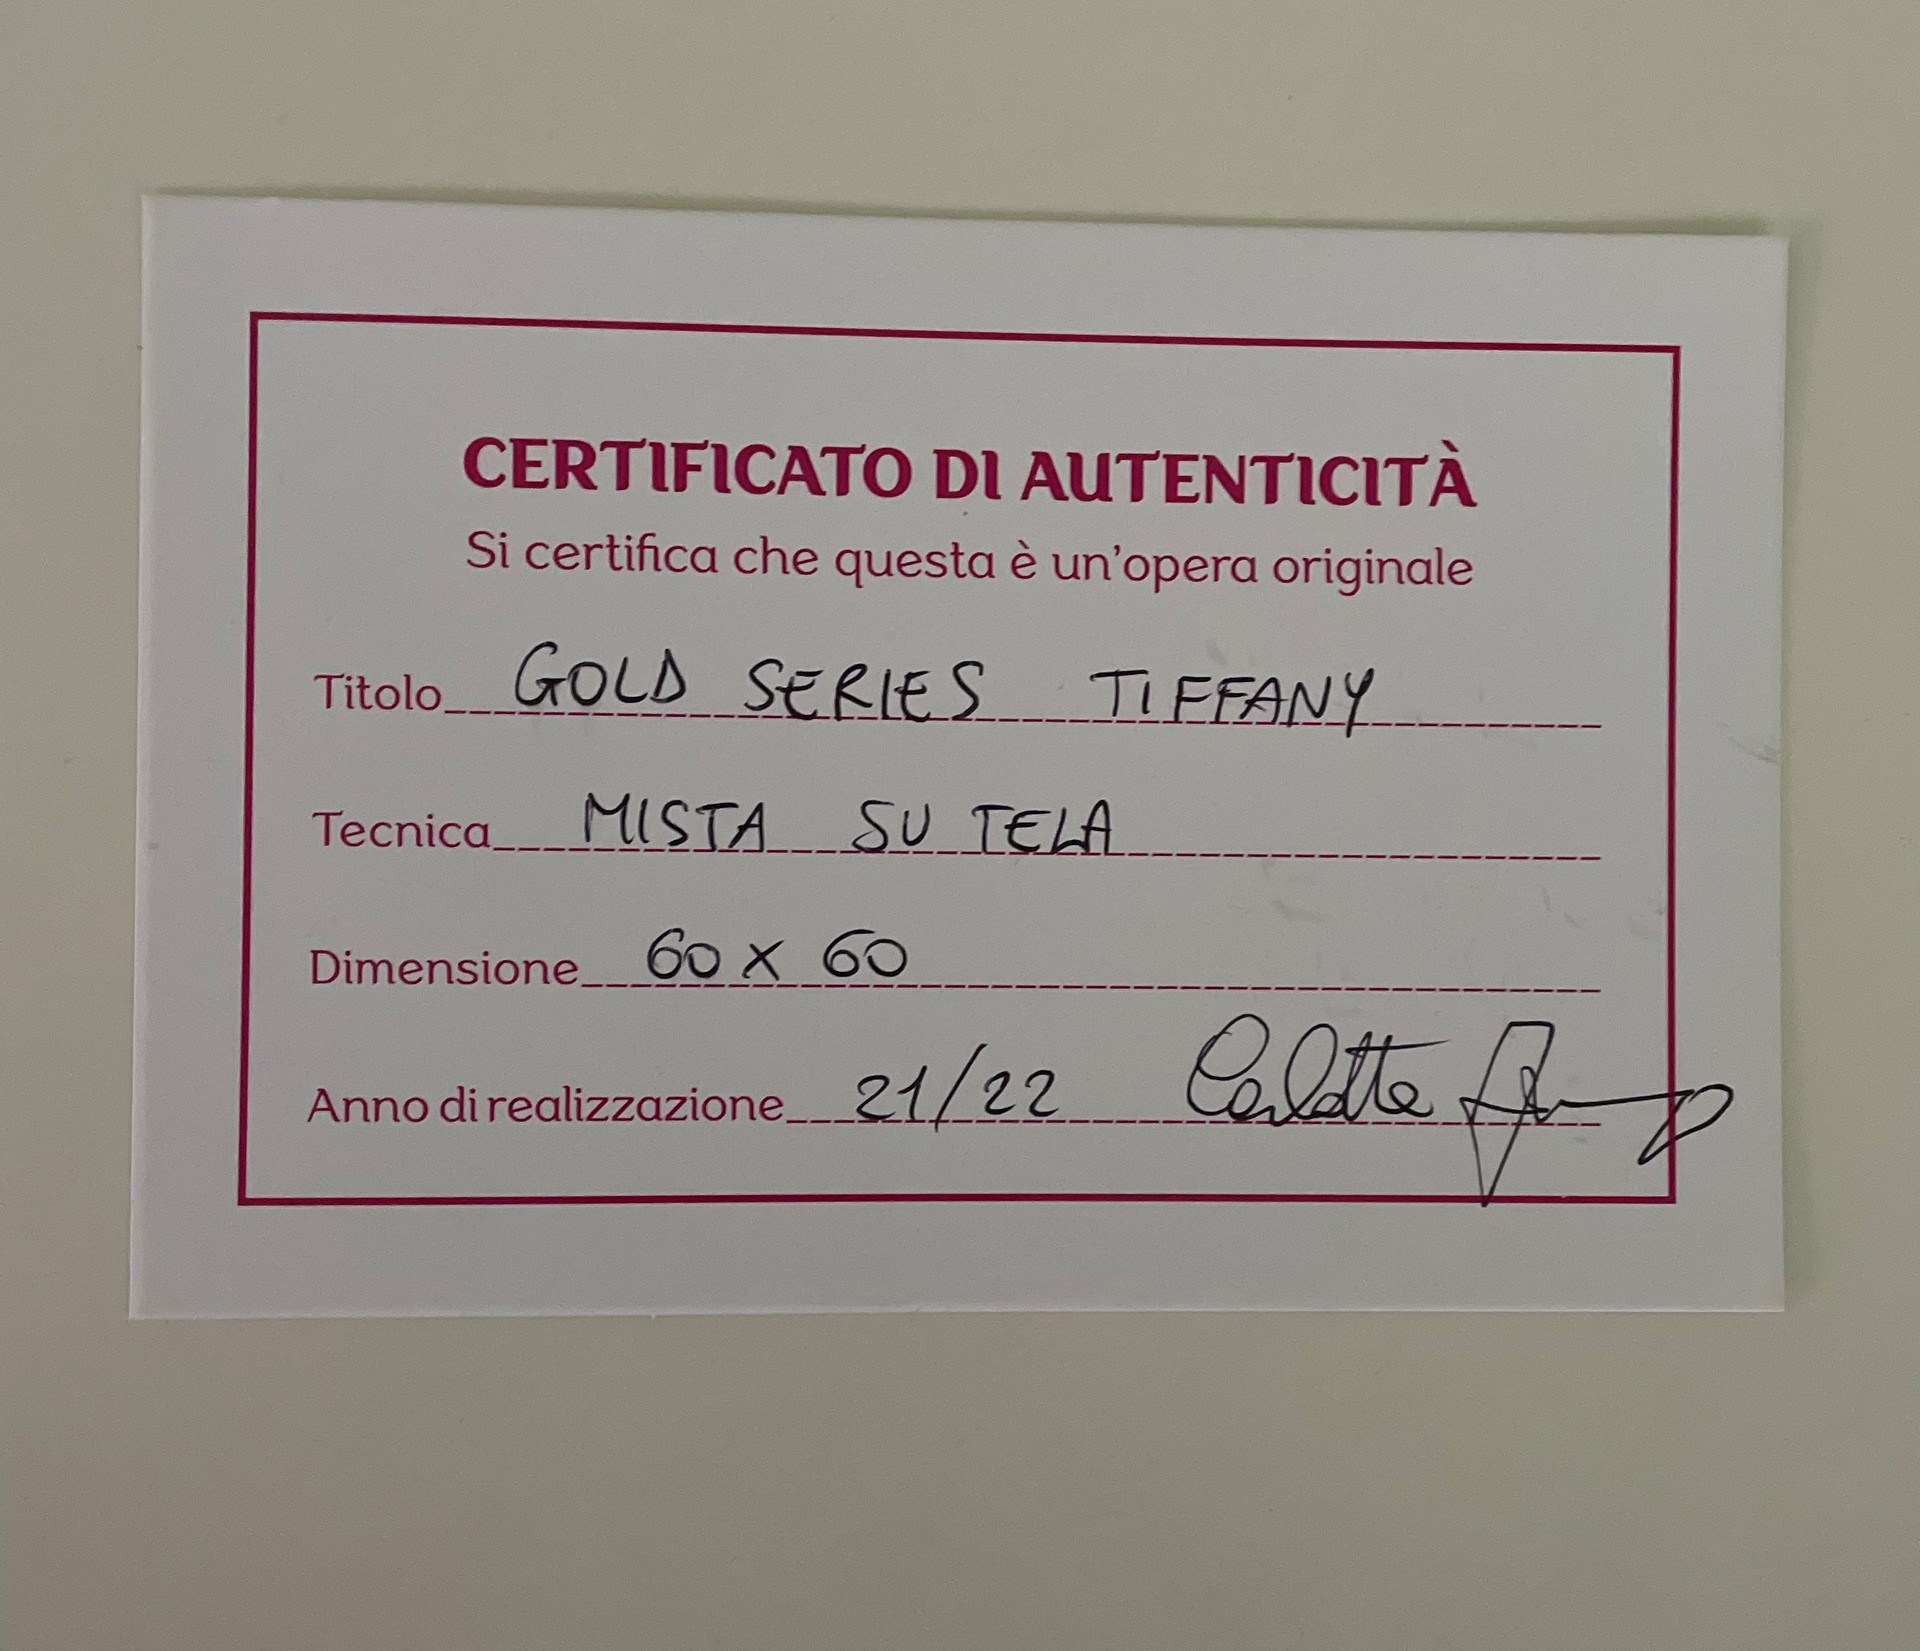 CERTIFICATO DI AUTENTICITÀ
Si certifica che questa è un'opera originale
Titolo GOLD SERIES TIFFANY
Tecnica MISTA SU TELA
Dimensione 60 x 60
Anno di realizzazione 21/22 Carlotta